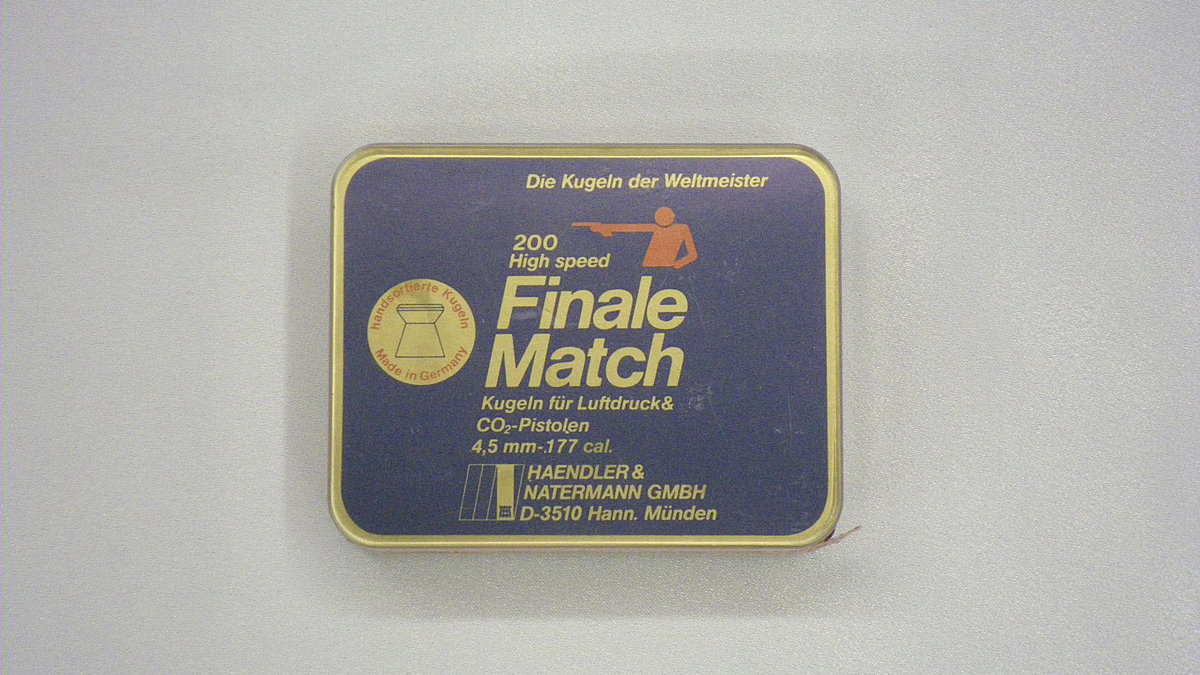 Die Kugeln der Weltmeister
200
High speed
Finale
Match
handsortierte Kugeln
Made in Germany
Kugeln für Luftdruck&
CO₂-Pistolen
4,5 mm-.177 cal.
HAENDLER &
NATERMANN GMBH
D-3510 Hann. Münden